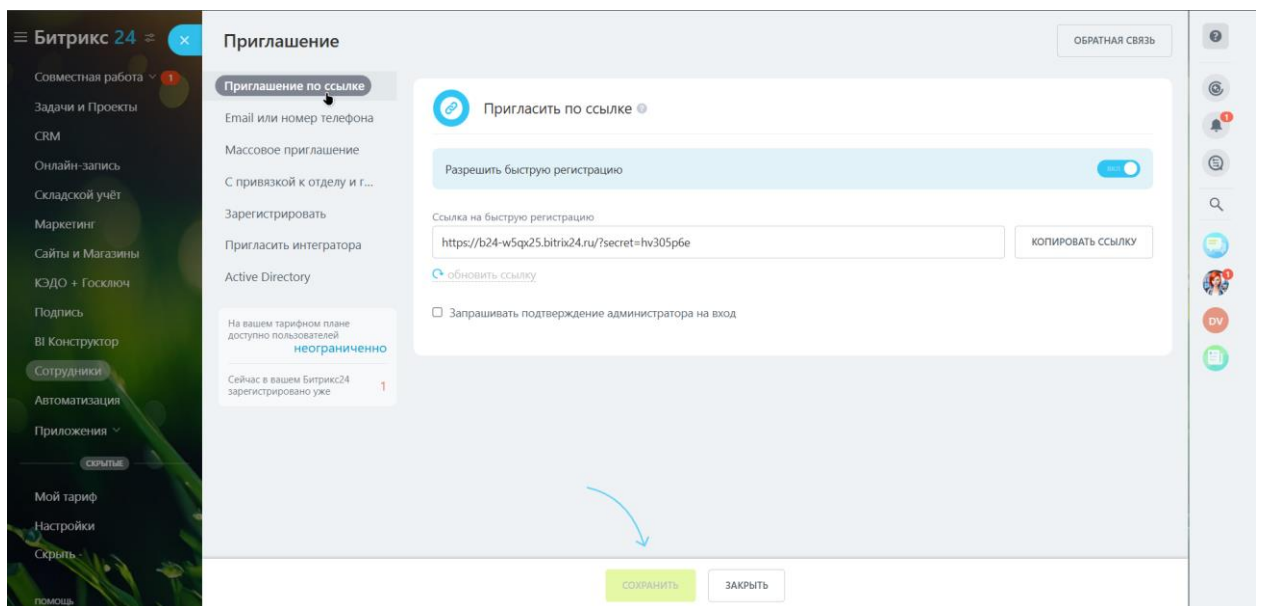 Битрикс 24
Совместная работа 1
Задачи и Проекты
CRM
Онлайн-запись
Складской учёт
Маркетинг
Сайты и Магазины
КЭДО + Госключ
Подпись
BI Конструктор
Сотрудники
Автоматизация
Приложения
СКРЫТЫЕ
Мой тариф
Настройки
Скрыть
ПОМОЩЬ
Приглашение
ОБРАТНАЯ СВЯЗЬ
Приглашение по ссылке
Email или номер телефона
Массовое приглашение
С привязкой к отделу и г...
Зарегистрировать
Пригласить интегратора
Active Directory
На вашем тарифном плане
доступно пользователей
неограниченно
Сейчас в вашем Битрикс24
зарегистрировано уже
1
Пригласить по ссылке ?
Разрешить быструю регистрацию
ВКЛ
Ссылка на быструю регистрацию
https://b24-w5qx25.bitrix24.ru/?secret=hv305p6e
КОПИРОВАТЬ ССЫЛКУ
обновить ссылку
Запрашивать подтверждение администратора на вход
СОХРАНИТЬ
ЗАКРЫТЬ
?
1
1
DV